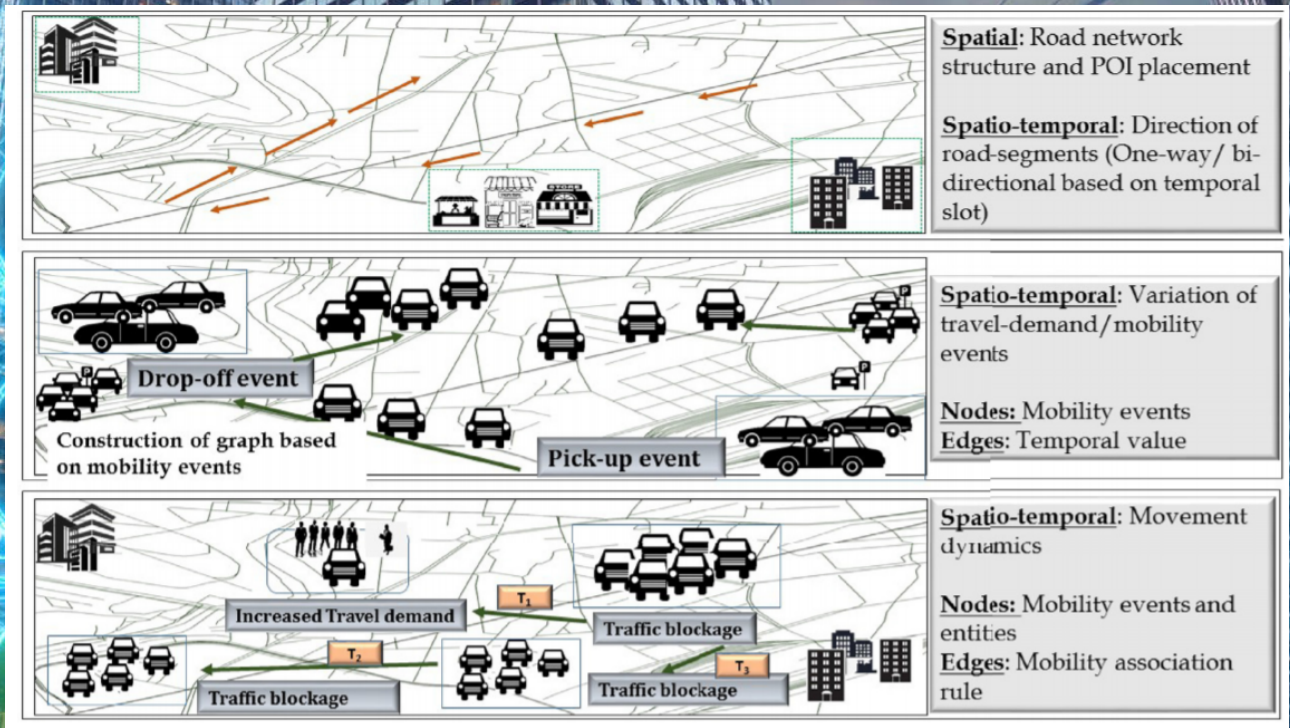 Spatial: Road network
structure and POI placement
Spatio-temporal: Direction of
road-segments (One-way/ bi-
directional based on temporal
slot)
STORE
Drop-off event
Construction of graph based
on mobility events
Pick-up event
P
P
P
Spatio-temporal: Variation of
travel-demand/mobility
events
Nodes: Mobility events
Edges: Temporal value
Increased Travel demand
T₁
Traffic blockage
T₂
Traffic blockage
T₃
Traffic blockage
Spatio-temporal: Movement
dynamics
Nodes: Mobility events and
entities
Edges: Mobility association
rule